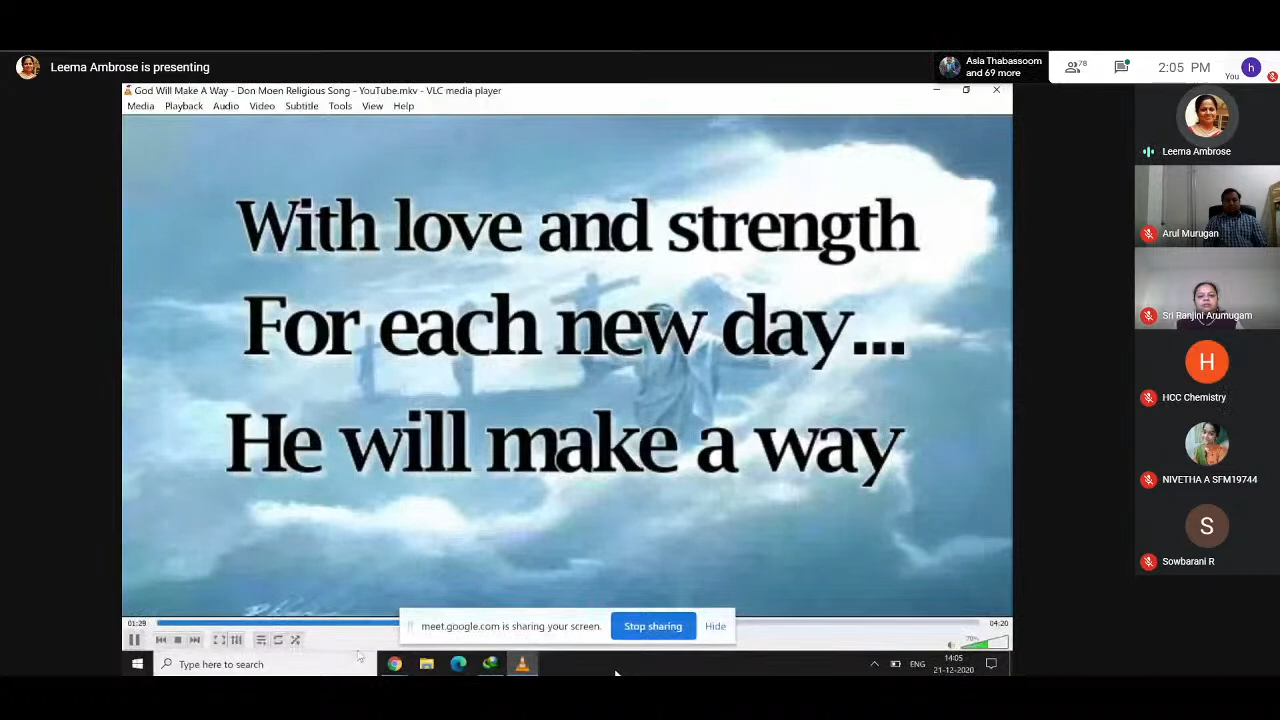 Leema Ambrose is presenting
Asia Thabassoom
and 69 more
78
2:05 PM
You
h
God Will Make A Way - Don Moen Religious Song - YouTube.mkv - VLC media player
Media Playback Audio Video Subtitle Tools View Help
With love and strength
For each new day...
He will make a way
Leema Ambrose
Arul Murugan
Sri Ranjini Arumugam
H
HCC Chemistry
NIVETHA A SFM19744
S
Sowbarani R
01:29
04:20
meet.google.com is sharing your screen.
Stop sharing
Hide
70%
Type here to search
ENG
14:05
21-12-2020